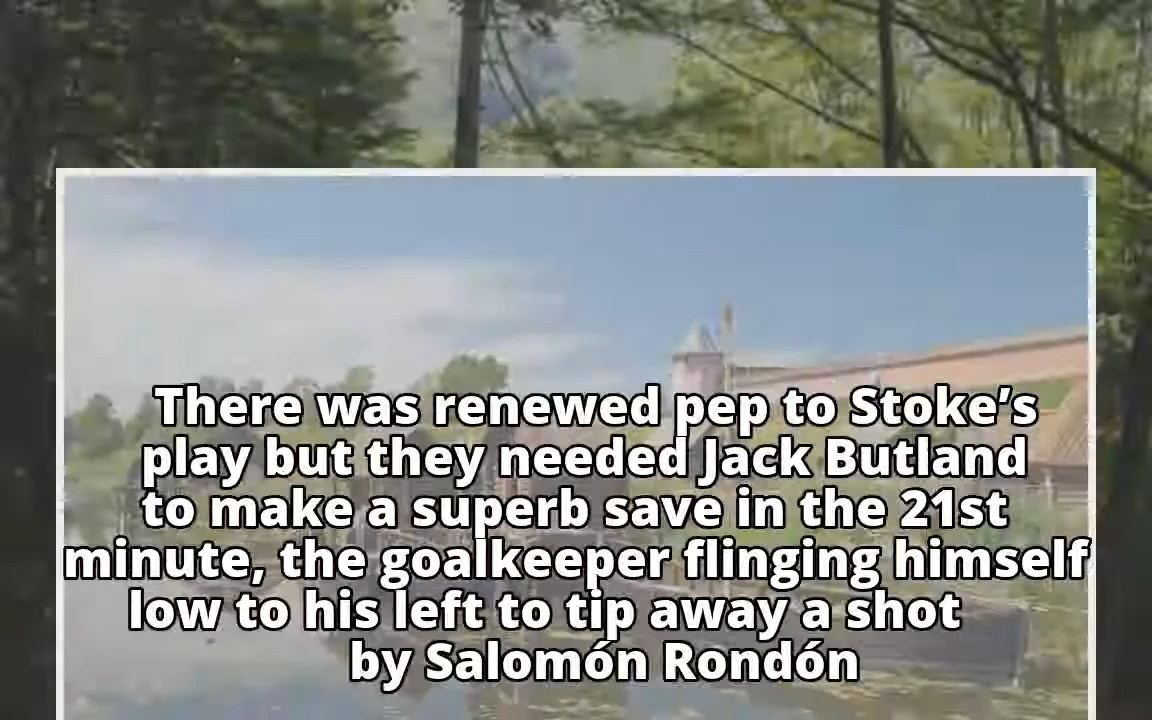 There was renewed pep to Stoke’s
play but they needed Jack Butland
to make a superb save in the 21st
minute, the goalkeeper flinging himself
low to his left to tip away a shot
by Salomón Rondón